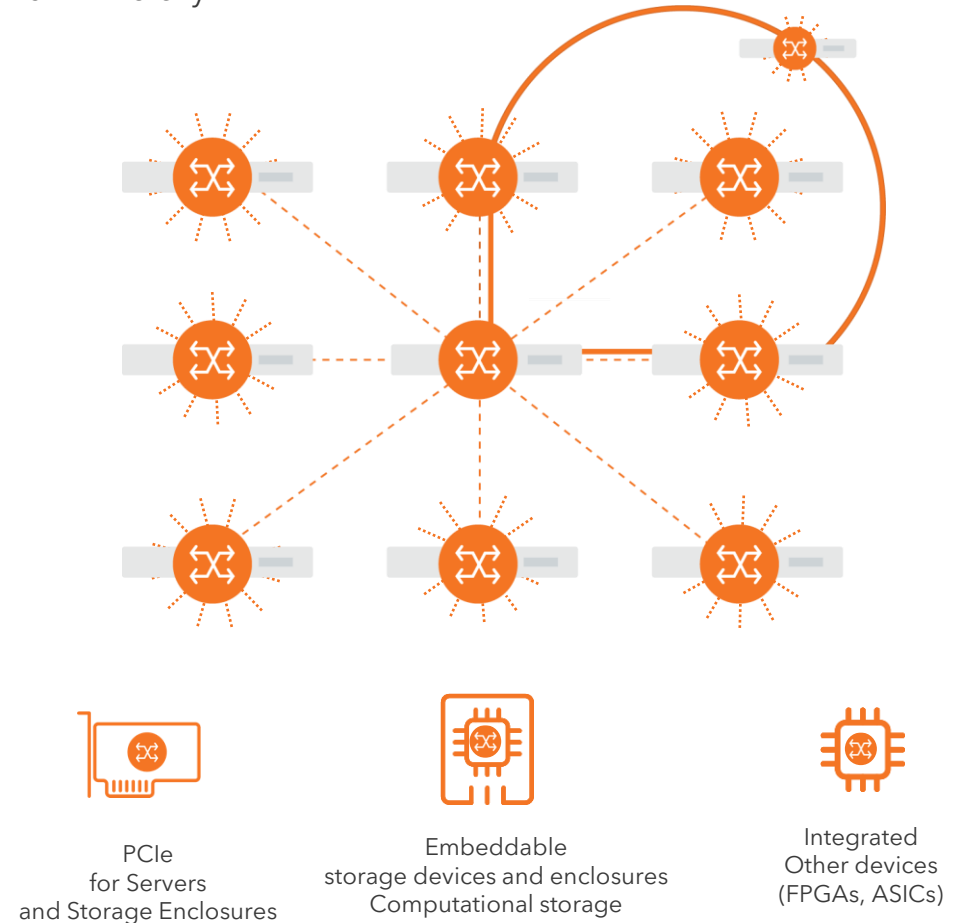 PCIe
for Servers
and Storage Enclosures
Embeddable
storage devices and enclosures
Computational storage
Integrated
Other devices
(FPGAs, ASICs)